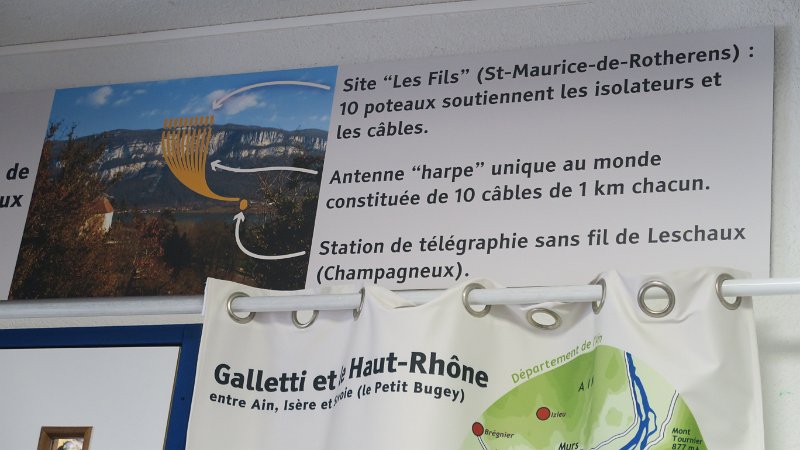 de
ux
Site “Les Fils” (St-Maurice-de-Rotherens) :
10 poteaux soutiennent les isolateurs et
les câbles.
Antenne “harpe” unique au monde
constituée de 10 câbles de 1 km chacun.
Station de télégraphie sans fil de Leschaux
(Champagneux).
Galletti et le Haut-Rhône
entre Ain, Isère et Savoie (le Petit Bugey)
Département de l'Ain
AIN
Izieu
Brégnier
Murs
Mont
Tournier
877 m